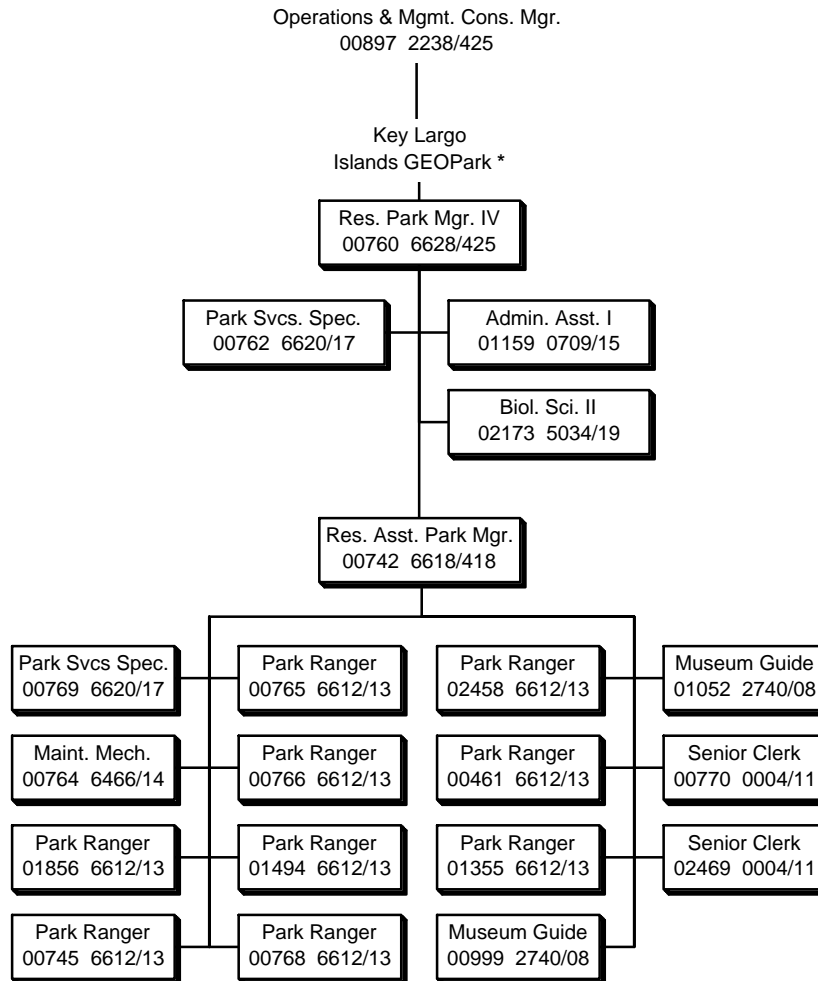 Operations & Mgmt. Cons. Mgr.
00897 2238/425
Key Largo
Islands GEOPark *
Res. Park Mgr. IV
00760 6628/425
Park Svcs. Spec.
00762 6620/17
Admin. Asst. I
01159 0709/15
Biol. Sci. II
02173 5034/19
Res. Asst. Park Mgr.
00742 6618/418
Park Svcs Spec.
00769 6620/17
Park Ranger
00765 6612/13
Park Ranger
02458 6612/13
Museum Guide
01052 2740/08
Maint. Mech.
00764 6466/14
Park Ranger
00766 6612/13
Park Ranger
00461 6612/13
Senior Clerk
00770 0004/11
Park Ranger
01856 6612/13
Park Ranger
01494 6612/13
Park Ranger
01355 6612/13
Senior Clerk
02469 0004/11
Park Ranger
00745 6612/13
Park Ranger
00768 6612/13
Museum Guide
00999 2740/08